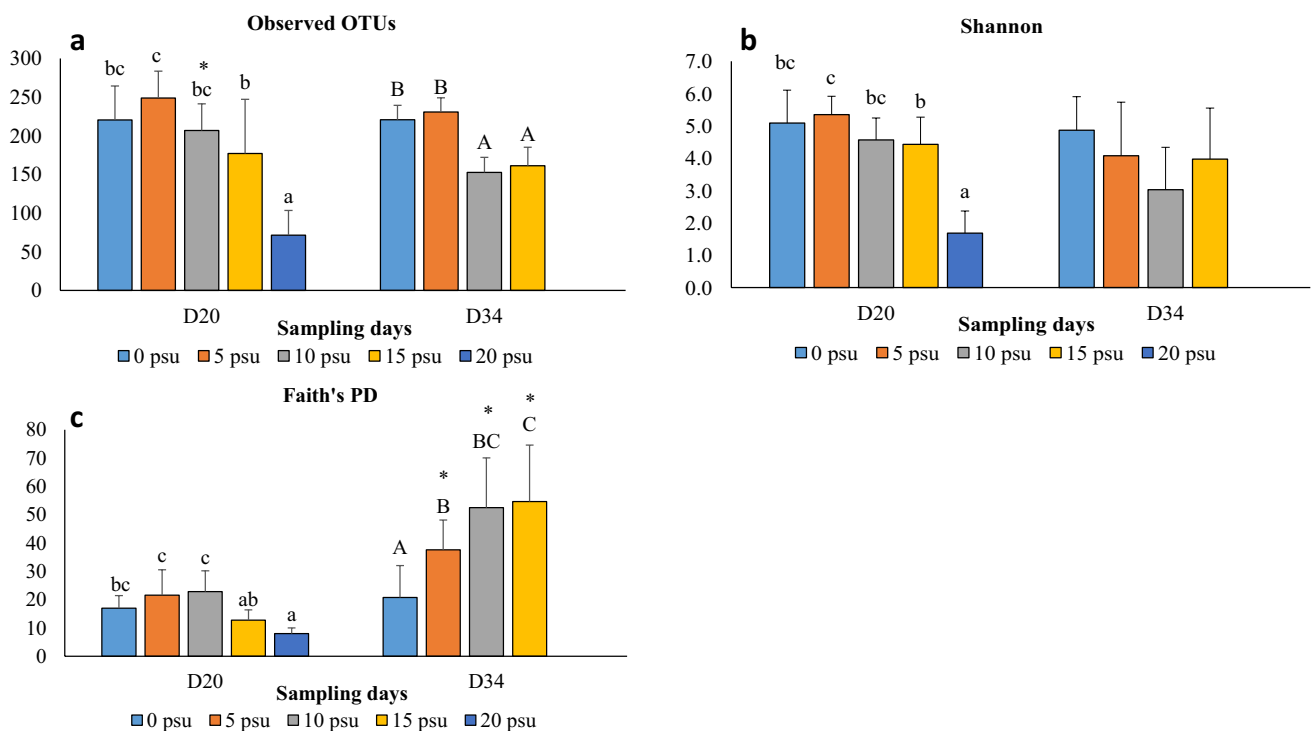 a
Observed OTUs
300
250
200
150
100
50
0
bc
c
*
bc
b
a
B
B
A
A
D20
D34
Sampling days
0 psu 5 psu 10 psu 15 psu 20 psu
b
Shannon
7.0
6.0
5.0
4.0
3.0
2.0
1.0
0.0
bc
c
bc
b
a
D20
D34
Sampling days
0 psu 5 psu 10 psu 15 psu 20 psu
c
Faith's PD
80
70
60
50
40
30
20
10
0
bc
c
c
ab
a
A
*
B
*
BC
*
C
D20
D34
Sampling days
0 psu 5 psu 10 psu 15 psu 20 psu